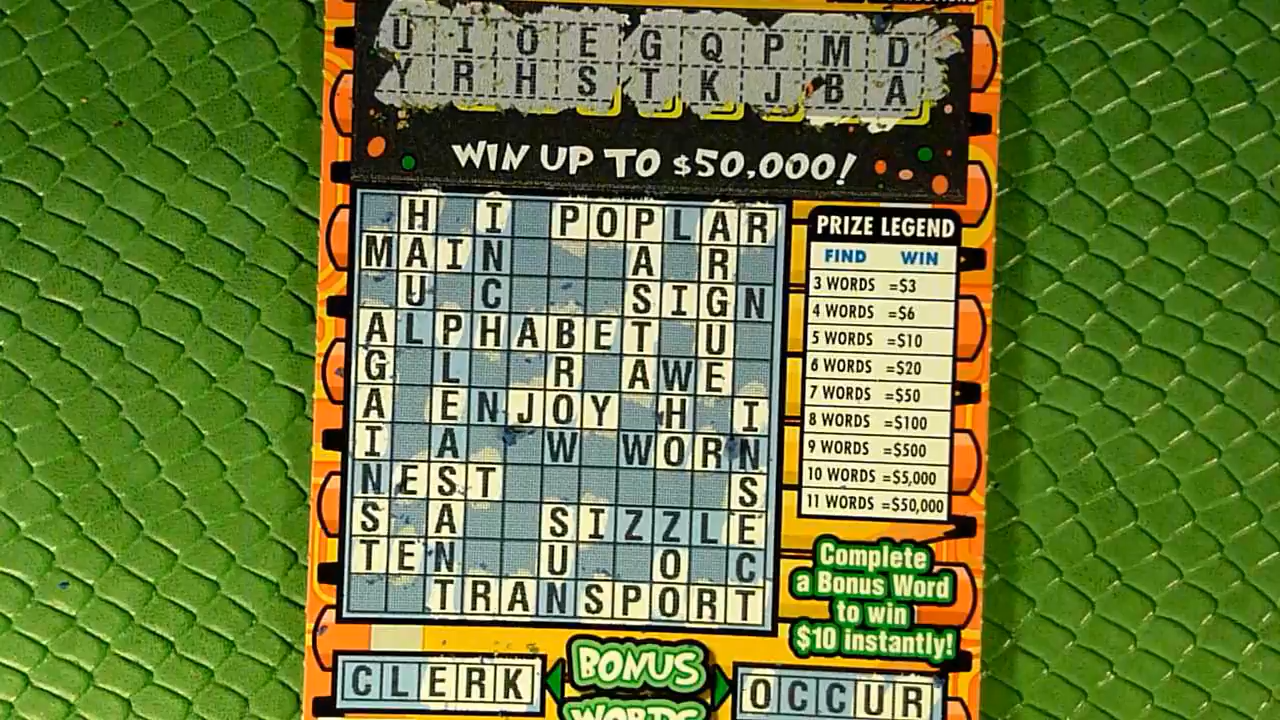 U I O E G Q P M D
Y R H S T K J B A
WIN UP TO $50,000!
H I POPLAR
MAIN A R
U C SIGN
ALPHABET U
G L R AWE
A ENJOY H I
I A W WORN
NEST S
S A SIZZLE
TEN U O C
TRANSPORT
PRIZE LEGEND
FIND WIN
3 WORDS =$3
4 WORDS =$6
5 WORDS =$10
6 WORDS =$20
7 WORDS =$50
8 WORDS =$100
9 WORDS =$500
10 WORDS =$5,000
11 WORDS =$50,000
Complete
a Bonus Word
to win
$10 instantly!
CLERK
BONUS
WORDS
OCCUR